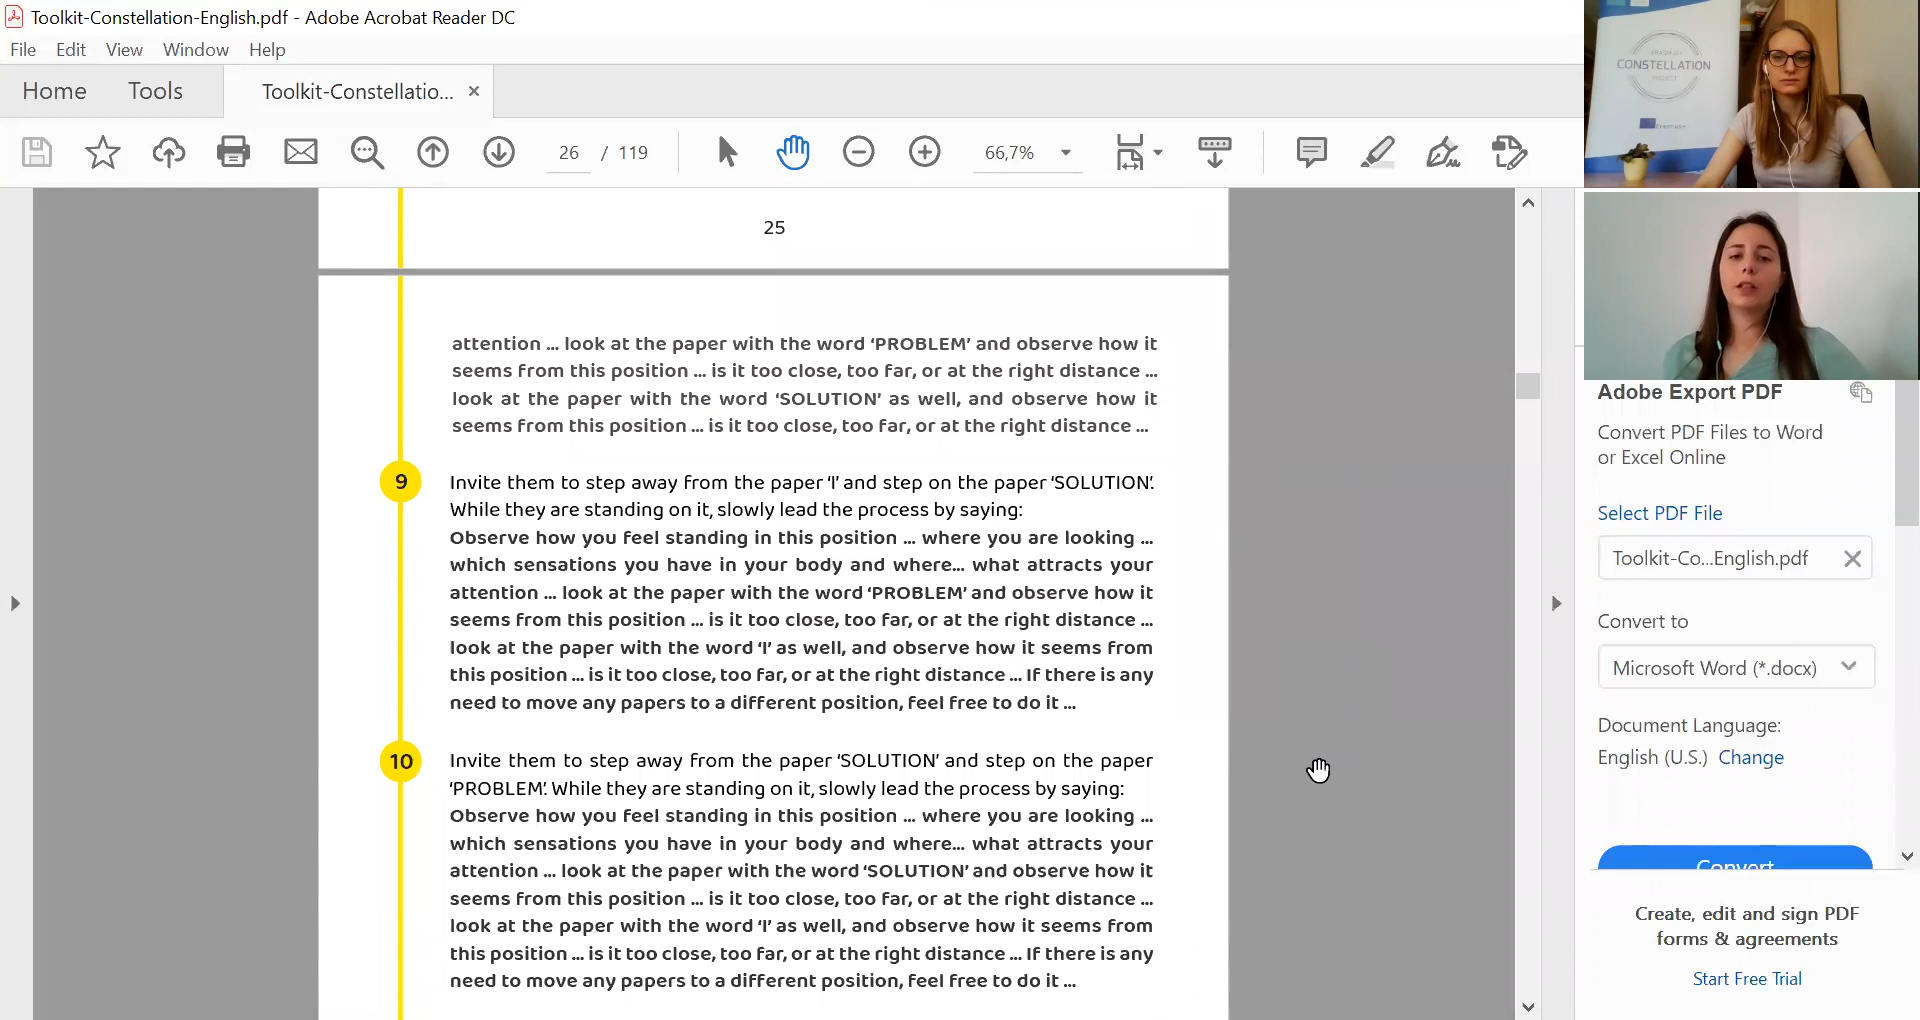 Toolkit-Constellation-English.pdf - Adobe Acrobat Reader DC
File Edit View Window Help
Home Tools Toolkit-Constellatio...
26 / 119 66,7%
25
attention ... look at the paper with the word ‘PROBLEM’ and observe how it
seems from this position ... is it too close, too far, or at the right distance ...
look at the paper with the word ‘SOLUTION’ as well, and observe how it
seems from this position ... is it too close, too far, or at the right distance ...
9
Invite them to step away from the paper ‘I’ and step on the paper ‘SOLUTION’.
While they are standing on it, slowly lead the process by saying:
Observe how you feel standing in this position ... where you are looking ...
which sensations you have in your body and where... what attracts your
attention ... look at the paper with the word ‘PROBLEM’ and observe how it
seems from this position ... is it too close, too far, or at the right distance ...
look at the paper with the word ‘I’ as well, and observe how it seems from
this position ... is it too close, too far, or at the right distance ... If there is any
need to move any papers to a different position, feel free to do it ...
10
Invite them to step away from the paper ‘SOLUTION’ and step on the paper
‘PROBLEM’. While they are standing on it, slowly lead the process by saying:
Observe how you feel standing in this position ... where you are looking ...
which sensations you have in your body and where... what attracts your
attention ... look at the paper with the word ‘SOLUTION’ and observe how it
seems from this position ... is it too close, too far, or at the right distance ...
look at the paper with the word ‘I’ as well, and observe how it seems from
this position ... is it too close, too far, or at the right distance ... If there is any
need to move any papers to a different position, feel free to do it ...
CONSTELLATION
PROJECT
Erasmus+
Adobe Export PDF
Convert PDF Files to Word
or Excel Online
Select PDF File
Toolkit-Co...English.pdf
Convert to
Microsoft Word (*.docx)
Document Language:
English (U.S.) Change
Convert
Create, edit and sign PDF
forms & agreements
Start Free Trial